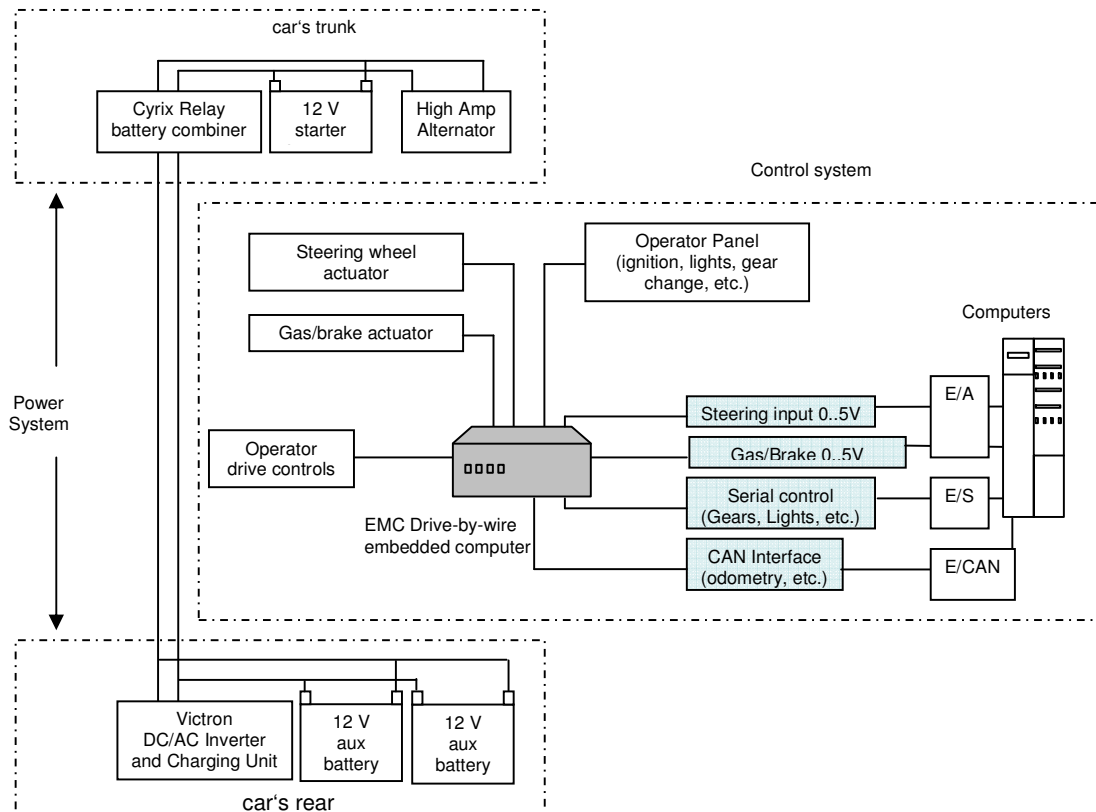 car's trunk
Cyrix Relay
battery combiner
12 V
starter
High Amp
Alternator
Control system
Steering wheel
actuator
Operator Panel
(ignition, lights, gear
change, etc.)
Gas/brake actuator
Computers
Power
System
Operator
drive controls
EMC Drive-by-wire
embedded computer
Steering input 0..5V
Gas/Brake 0..5V
Serial control
(Gears, Lights, etc.)
CAN Interface
(odometry, etc.)
E/A
E/S
E/CAN
Victron
DC/AC Inverter
and Charging Unit
12 V
aux
battery
12 V
aux
battery
car's rear